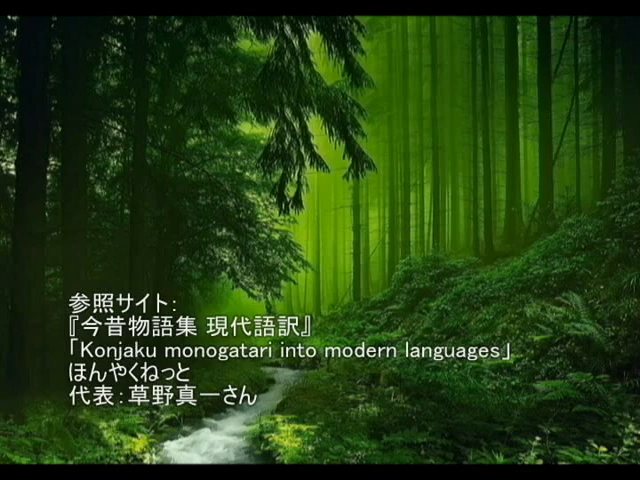 参照サイト：
『今昔物語集 現代語訳』
「Konjaku monogatari into modern languages」
ほんやくねっと
代表：草野真一さん